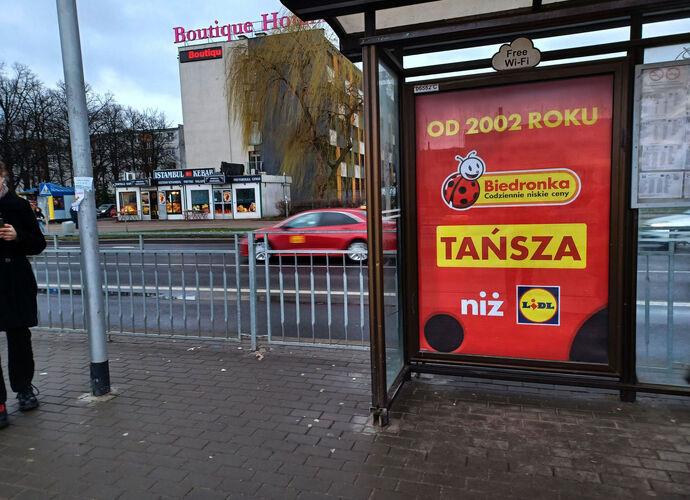 Boutique Ho
Boutiqu
Free
Wi-Fi
ISTANBUL KEBAB
OD 2002 ROKU
Biedronka
Codziennie niskie ceny
TAŃSZA
niż
LIDL